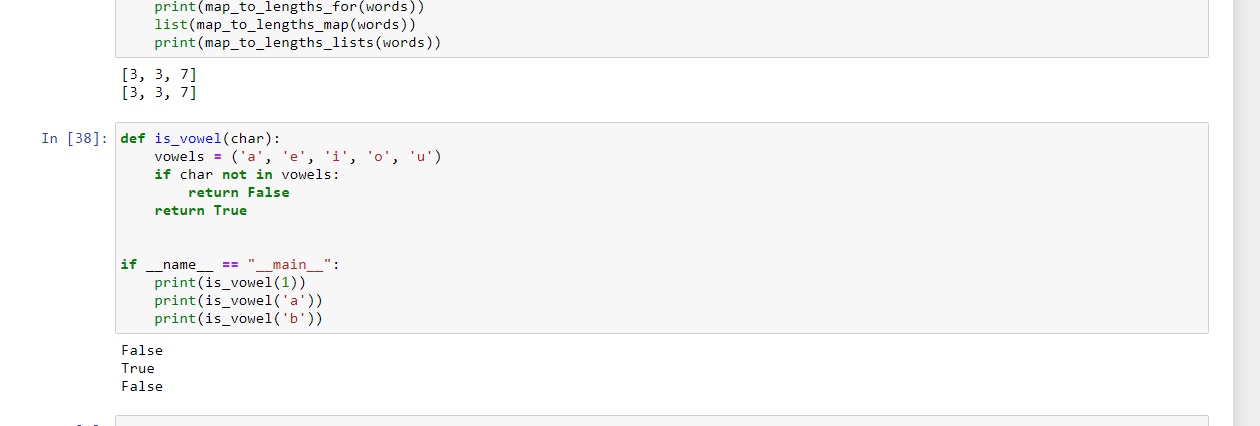 print(map_to_lengths_for(words))
list(map_to_lengths_map(words))
print(map_to_lengths_lists(words))
[3, 3, 7]
[3, 3, 7]
In [38]:
def is_vowel(char):
    vowels = ('a', 'e', 'i', 'o', 'u')
    if char not in vowels:
        return False
    return True
if __name__ == "__main__":
    print(is_vowel(1))
    print(is_vowel('a'))
    print(is_vowel('b'))
False
True
False